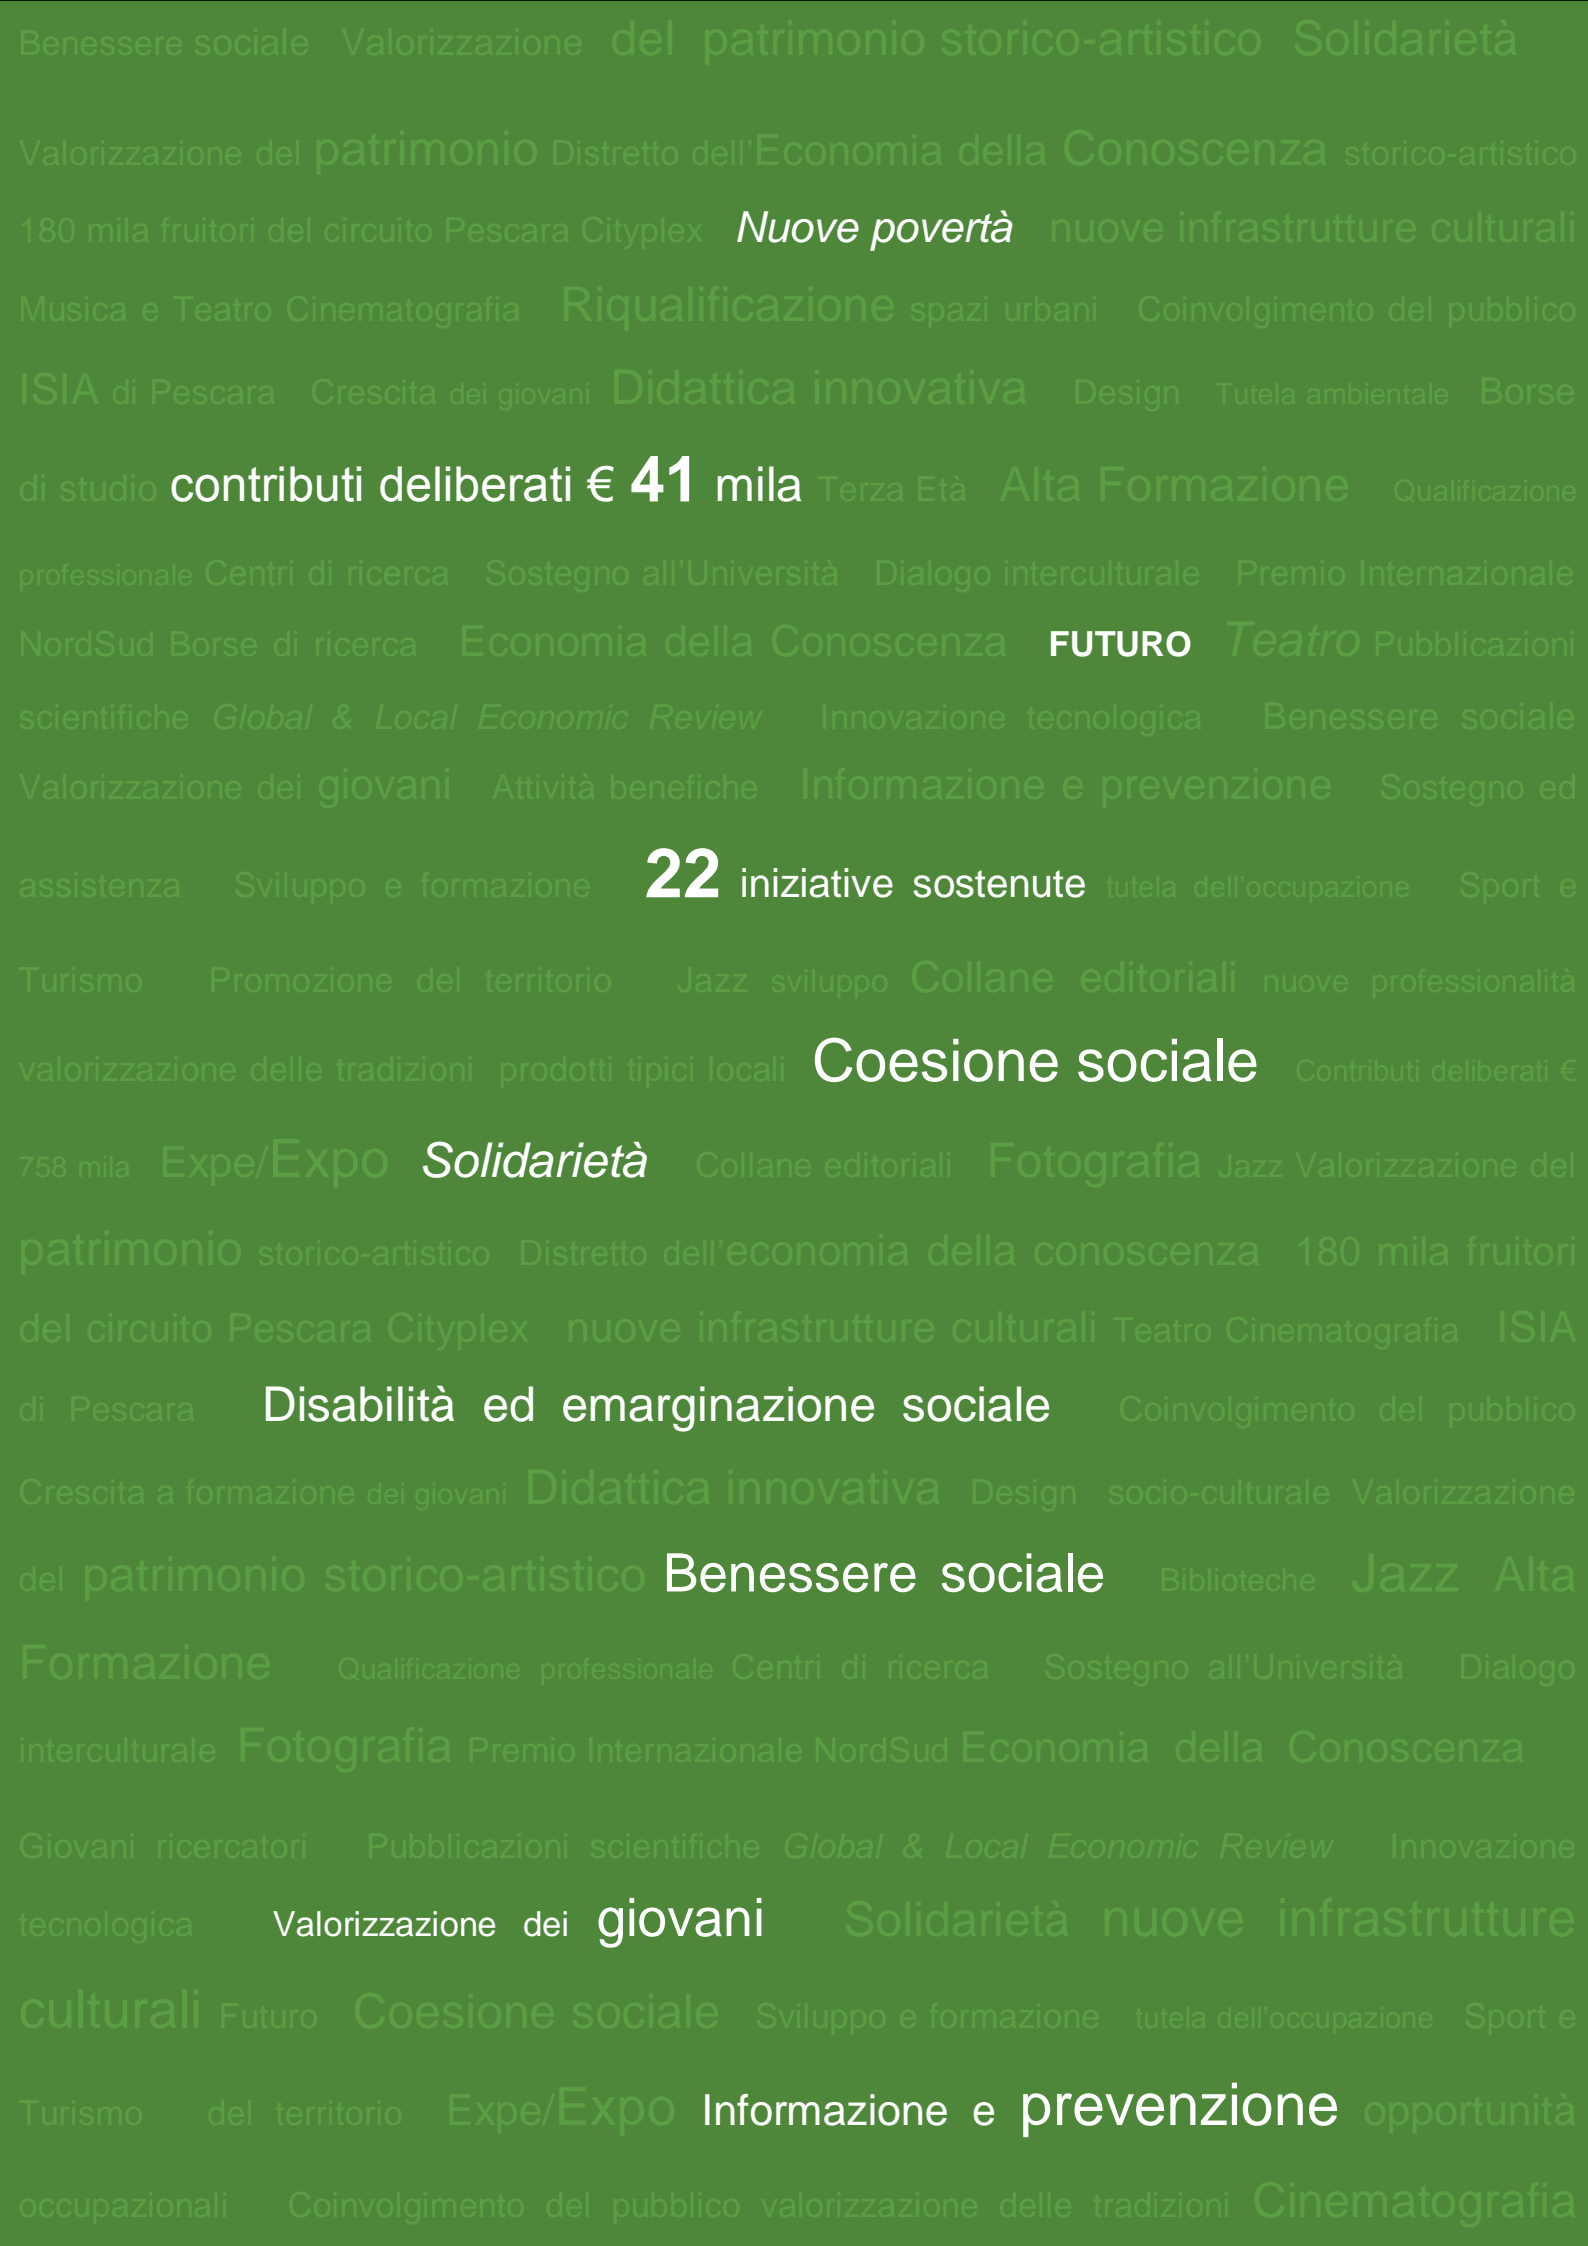 Benessere sociale Valorizzazione del patrimonio storico-artistico Solidarietà
Valorizzazione del patrimonio Distretto dell'Economia della Conoscenza storico-artistico
180 mila fruitori del circuito Pescara Cityplex Nuove povertà nuove infrastrutture culturali
Musica e Teatro Cinematografia Riqualificazione spazi urbani Coinvolgimento del pubblico
ISIA di Pescara Crescita dei giovani Didattica innovativa Design Tutela ambientale Borse
di studio contributi deliberati € 41 mila Terza Età Alta Formazione Qualificazione
professionale Centri di ricerca Sostegno all'Università Dialogo interculturale Premio Internazionale
NordSud Borse di ricerca Economia della Conoscenza FUTURO Teatro Pubblicazioni
scientifiche Global & Local Economic Review Innovazione tecnologica Benessere sociale
Valorizzazione dei giovani Attività benefiche Informazione e prevenzione Sostegno ed
assistenza Sviluppo e formazione 22 iniziative sostenute tutela dell'occupazione Sport e
Turismo Promozione del territorio Jazz sviluppo Collane editoriali nuove professionalità
valorizzazione delle tradizioni prodotti tipici locali Coesione sociale Contributi deliberati €
758 mila Expe/Expo Solidarietà Collane editoriali Fotografia Jazz Valorizzazione del
patrimonio storico-artistico Distretto dell'economia della conoscenza 180 mila fruitori
del circuito Pescara Cityplex nuove infrastrutture culturali Teatro Cinematografia ISIA
di Pescara Disabilità ed emarginazione sociale Coinvolgimento del pubblico
Crescita a formazione dei giovani Didattica innovativa Design socio-culturale Valorizzazione
del patrimonio storico-artistico Benessere sociale Biblioteche Jazz Alta
Formazione Qualificazione professionale Centri di ricerca Sostegno all'Università Dialogo
interculturale Fotografia Premio Internazionale NordSud Economia della Conoscenza
Giovani ricercatori Pubblicazioni scientifiche Global & Local Economic Review Innovazione
tecnologica Valorizzazione dei giovani Solidarietà nuove infrastrutture
culturali Futuro Coesione sociale Sviluppo e formazione tutela dell'occupazione Sport e
Turismo del territorio Expe/Expo Informazione e prevenzione opportunità
occupazionali Coinvolgimento del pubblico valorizzazione delle tradizioni Cinematografia